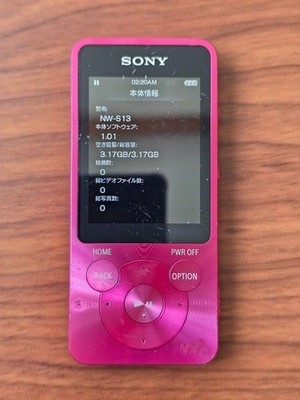 SONY
02:20AM
本体情報
型名:
NW-S13
本体ソフトウェア:
1.01
空き容量/総容量:
3.17GB/3.17GB
総曲数:
0
総ビデオファイル数:
0
総写真数:
0
HOME PWR OFF
BACK OPTION